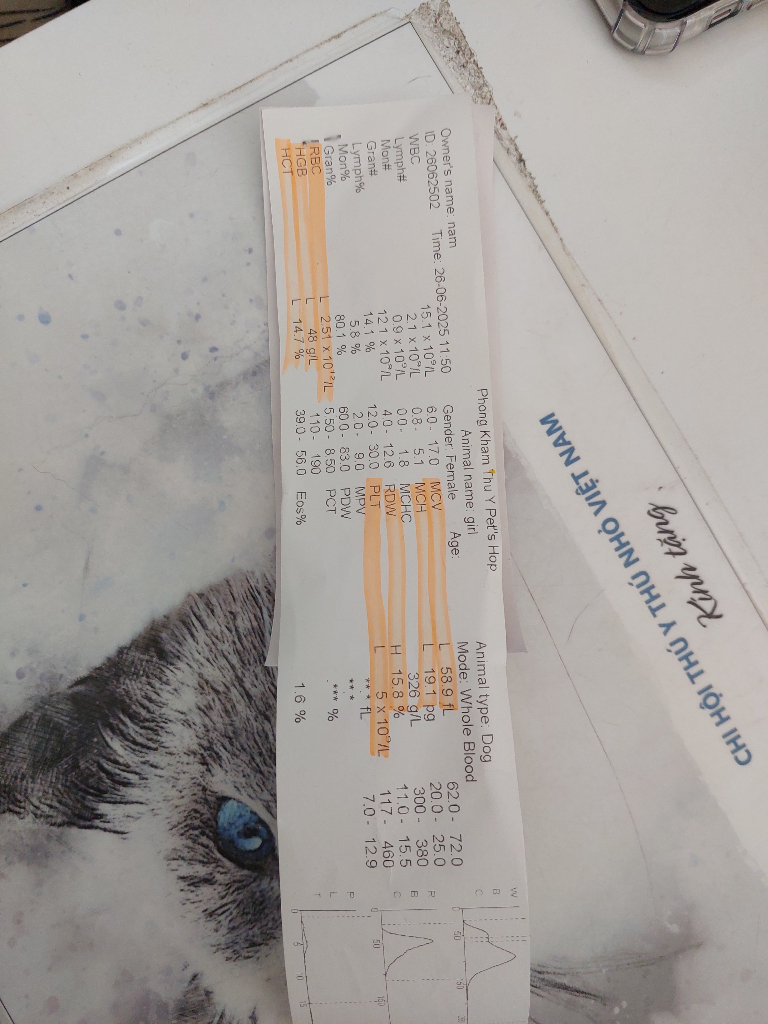 Phong Kham Thu Y Pet's Hop
Owner's name: nam Animal name: girl Animal type: Dog
ID: 26062502 Time: 26-06-2025 11:50 Gender: Female Age: Mode: Whole Blood
WBC 15.1 x 10⁹/L 6.0 - 17.0 MCV L 58.9 fL 62.0 - 72.0
Lymph# 2.1 x 10⁹/L 0.8 - 5.1 MCH L 19.1 pg 20.0 - 25.0
Mon# 0.9 x 10⁹/L 0.0 - 1.8 MCHC 326 g/L 300 - 380
Gran# 12.1 x 10⁹/L 4.0 - 12.6 RDW H 15.8 % 11.0 - 15.5
Lymph% 14.1 % 12.0 - 30.0 PLT L 5 x 10⁹/L 117 - 460
Mon% 5.8 % 2.0 - 9.0 MPV *** fL 7.0 - 12.9
Gran% 80.1 % 60.0 - 83.0 PDW ***
RBC L 2.51 x 10¹²/L 5.50 - 8.50 PCT .*** %
HGB L 48 g/L 110 - 190
HCT L 14.7 % 39.0 - 56.0 Eos% 1.6 %
W
B
C
R
B
C
P
L
T
0 50 150
0 5 10 15
CHI HỘI THÚ Y THÚ NHỎ VIỆT NAM
Kính tặng